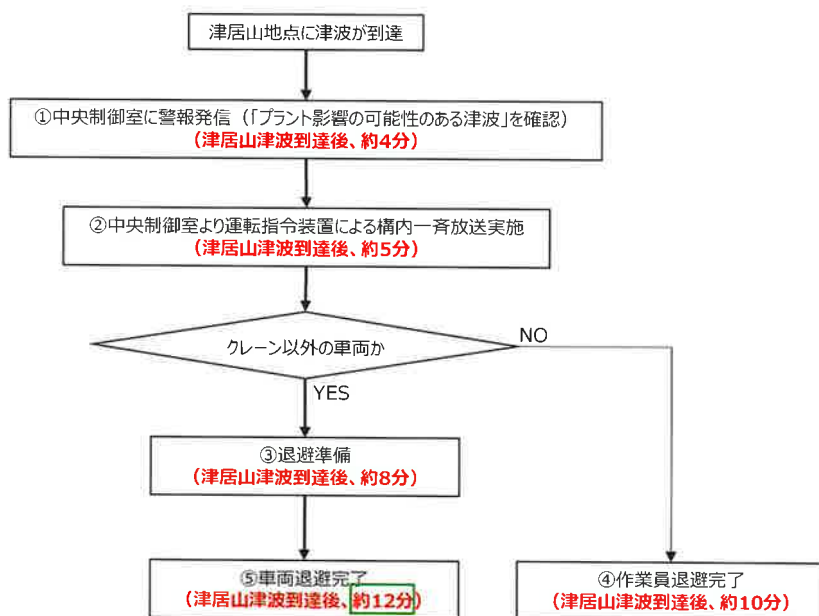 津居山地点に津波が到達
①中央制御室に警報発信（「プラント影響の可能性のある津波」を確認）
（津居山津波到達後、約4分）
②中央制御室より運転指令装置による構内一斉放送実施
（津居山津波到達後、約5分）
クレーン以外の車両か
NO
YES
③退避準備
（津居山津波到達後、約8分）
⑤車両退避完了
（津居山津波到達後、約12分）
④作業員退避完了
（津居山津波到達後、約10分）